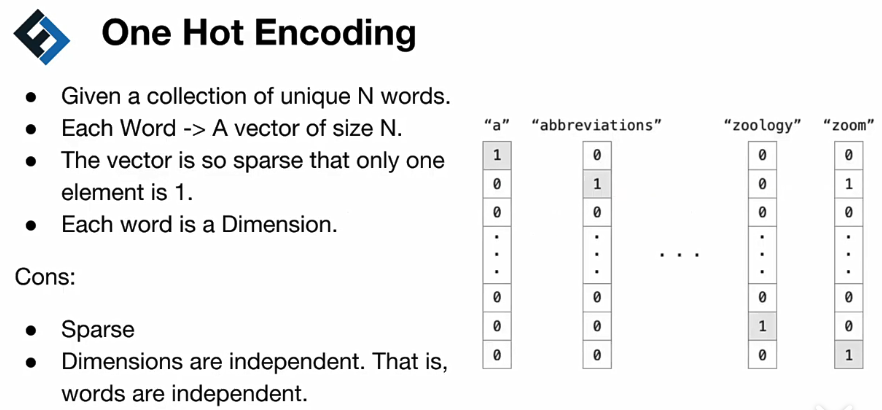 One Hot Encoding
● Given a collection of unique N words.
● Each Word -> A vector of size N.
● The vector is so sparse that only one
element is 1.
● Each word is a Dimension.
Cons:
● Sparse
● Dimensions are independent. That is,
words are independent.
“a” “abbreviations” “zoology” “zoom”
1 0 0 0
0 1 0 1
0 0 0 0
. . . .
. . . . . . .
. . . .
0 0 0 0
0 0 1 0
0 0 0 1